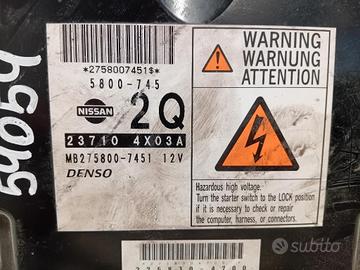 *2758007451$*
5800-745
NISSAN
2Q
23710 4X03A
MB275800-7451 12V
DENSO
WARNING
WARNUNG
ATTENTION
Hazardous high voltage.
Turn the starter switch to the LOCK position
if it is necessary to check or repair
the computer, harness, or connectors.
54054
subito